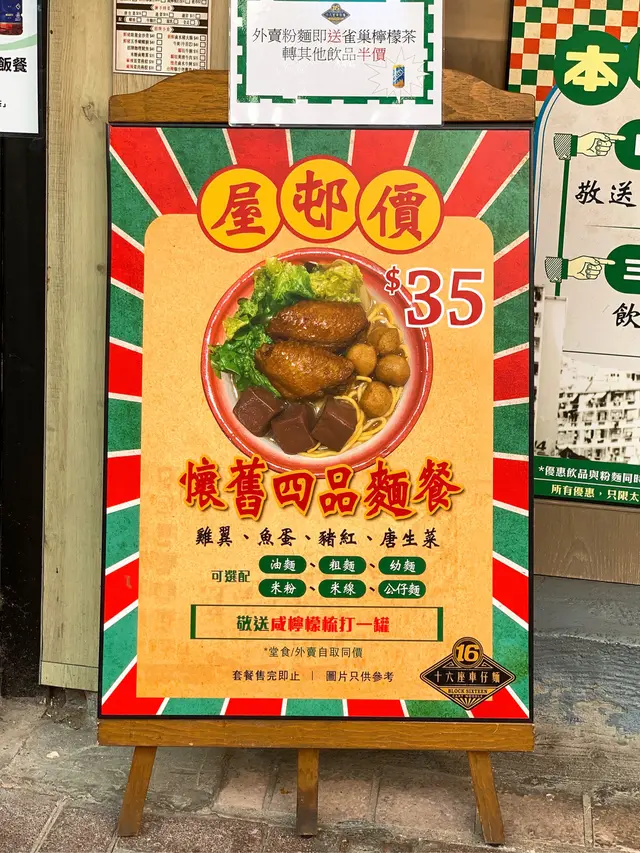 外賣粉麵即送雀巢檸檬茶
轉其他飲品半價
屋邨價
$35
懷舊四品麵餐
雞翼、魚蛋、豬紅、唐生菜
可選配
油麵、粗麵、幼麵
米粉、米線、公仔麵
敬送咸檸檬梳打一罐
*堂食/外賣自取同價
套餐售完即止 | 圖片只供參考
16
十六座車仔麵
BLOCK SIXTEEN
飯餐
本
敬送
三
飲
*優惠飲品與粉麵同時
所有優惠,只限太